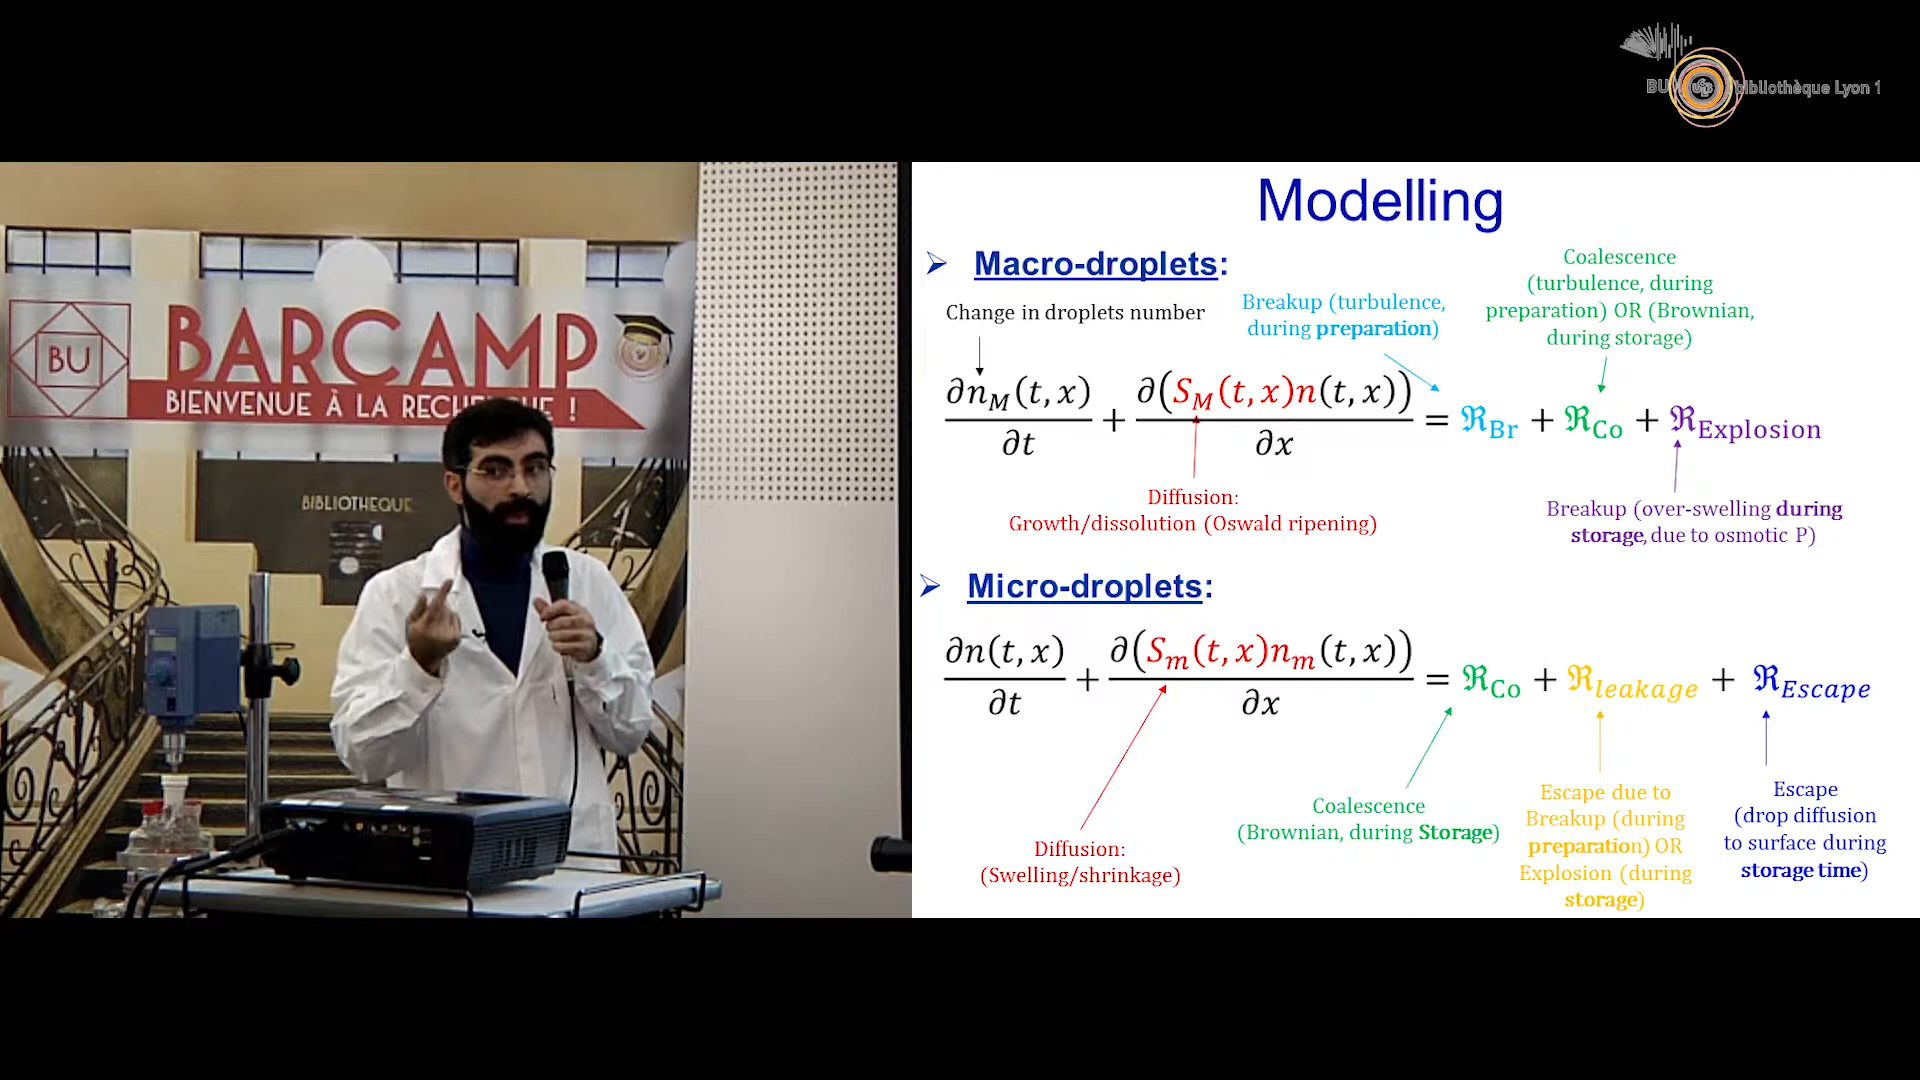 BU bibliothèque Lyon 1
BU
BARCAMP
BIENVENUE À LA RECHERCHE !
BIBLIOTHEQUE
Modelling
➢ Macro-droplets:
Change in droplets number
Breakup (turbulence,
during preparation)
Coalescence
(turbulence, during
preparation) OR (Brownian,
during storage)
∂n_M(t,x)/∂t + ∂(S_M(t,x)n(t,x))/∂x = ℜ_Br + ℜ_Co + ℜ_Explosion
Diffusion:
Growth/dissolution (Oswald ripening)
Breakup (over-swelling during
storage, due to osmotic P)
➢ Micro-droplets:
∂n(t,x)/∂t + ∂(S_m(t,x)n_m(t,x))/∂x = ℜ_Co + ℜ_leakage + ℜ_Escape
Diffusion:
(Swelling/shrinkage)
Coalescence
(Brownian, during Storage)
Escape due to
Breakup (during
preparation) OR
Explosion (during
storage)
Escape
(drop diffusion
to surface during
storage time)